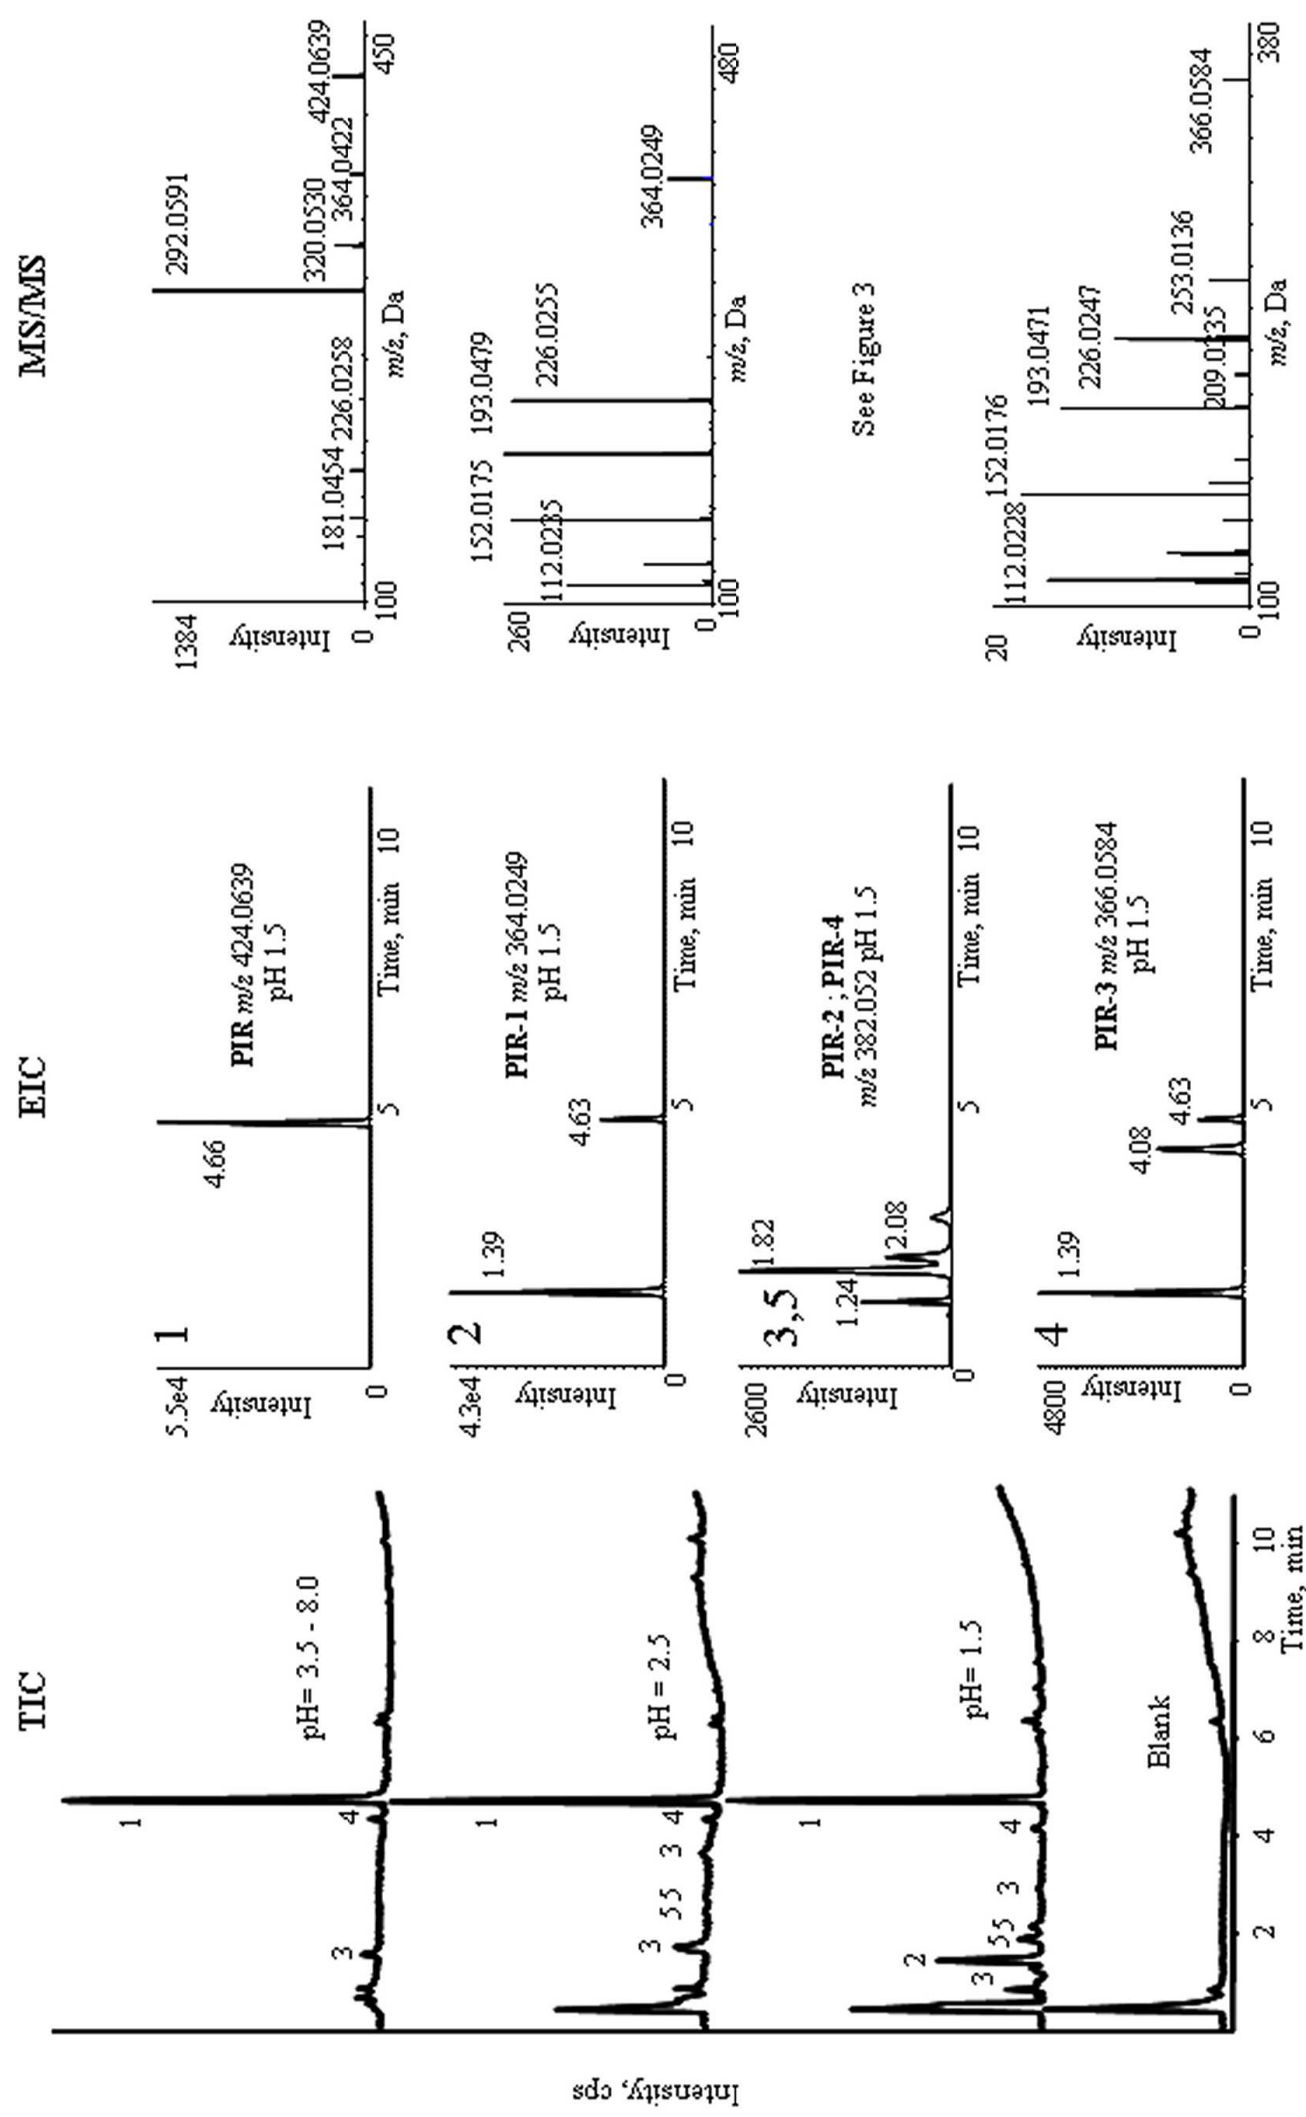 TIC
EIC
MS/MS
Intensity, cps
pH= 3.5 - 8.0
3
4
1
pH = 2.5
3
5 5
3
4
1
pH= 1.5
3
2
5 5
3
4
1
Blank
2
4
6
8
10
Time, min
1
5.5e4
Intensity
0
4.66
PIR m/z 424.0639
pH 1.5
5
Time, min
10
2
4.3e4
Intensity
0
1.39
4.63
PIR-1 m/z 364.0249
pH 1.5
5
Time, min
10
3,5
2600
Intensity
0
1.24
1.82
2.08
PIR-2 ; PIR-4
m/z 382.052 pH 1.5
5
Time, min
10
4
4800
Intensity
0
1.39
4.08
4.63
PIR-3 m/z 366.0584
pH 1.5
5
Time, min
10
1384
Intensity
0
181.0454
226.0258
292.0591
320.0530
364.0422
424.0639
100
m/z, Da
450
260
Intensity
0
112.0235
152.0175
193.0479
226.0255
364.0249
100
m/z, Da
480
See Figure 3
20
Intensity
0
112.0228
152.0176
193.0471
209.0335
226.0247
253.0136
366.0584
100
m/z, Da
380